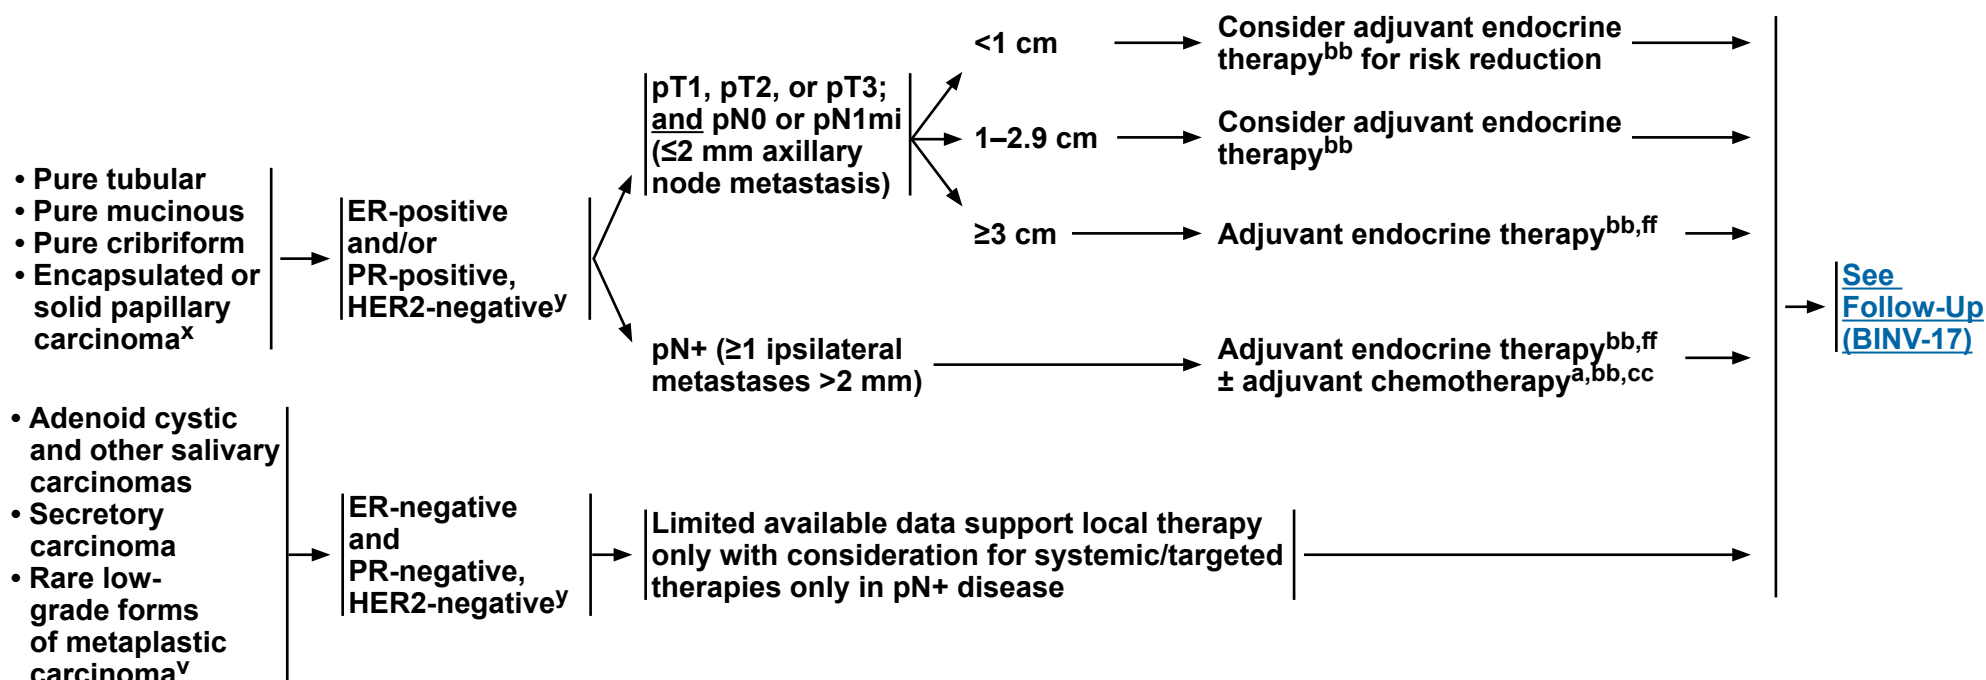 • Pure tubular
• Pure mucinous
• Pure cribriform
• Encapsulated or
solid papillary
carcinomax
ER-positive
and/or
PR-positive,
HER2-negativey
pT1, pT2, or pT3;
and pN0 or pN1mi
(≤2 mm axillary
node metastasis)
<1 cm
Consider adjuvant endocrine
therapybb for risk reduction
1–2.9 cm
Consider adjuvant endocrine
therapybb
≥3 cm
Adjuvant endocrine therapybb,ff
pN+ (≥1 ipsilateral
metastases >2 mm)
Adjuvant endocrine therapybb,ff
± adjuvant chemotherapya,bb,cc
• Adenoid cystic
and other salivary
carcinomas
• Secretory
carcinoma
• Rare low-
grade forms
of metaplastic
carcinomav
ER-negative
and
PR-negative,
HER2-negativey
Limited available data support local therapy
only with consideration for systemic/targeted
therapies only in pN+ disease
See
Follow-Up
(BINV-17)